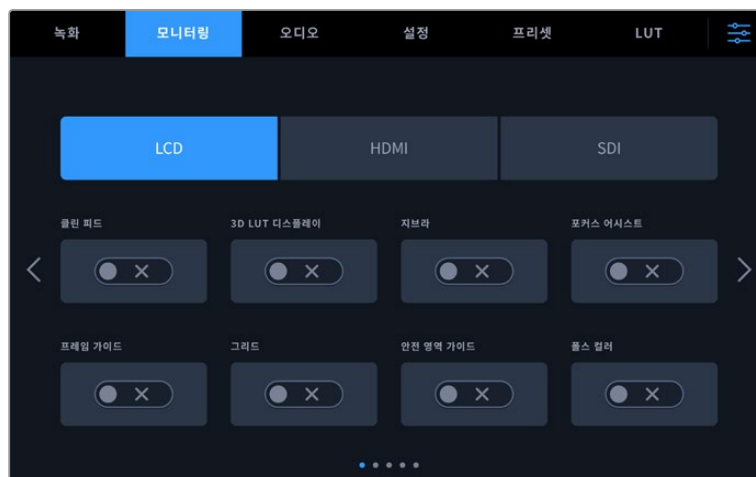 녹화 모니터링 오디오 설정 프리셋 LUT
LCD HDMI SDI
클린 피드 3D LUT 디스플레이 지브라 포커스 어시스트
프레임 가이드 그리드 안전 영역 가이드 폴스 컬러